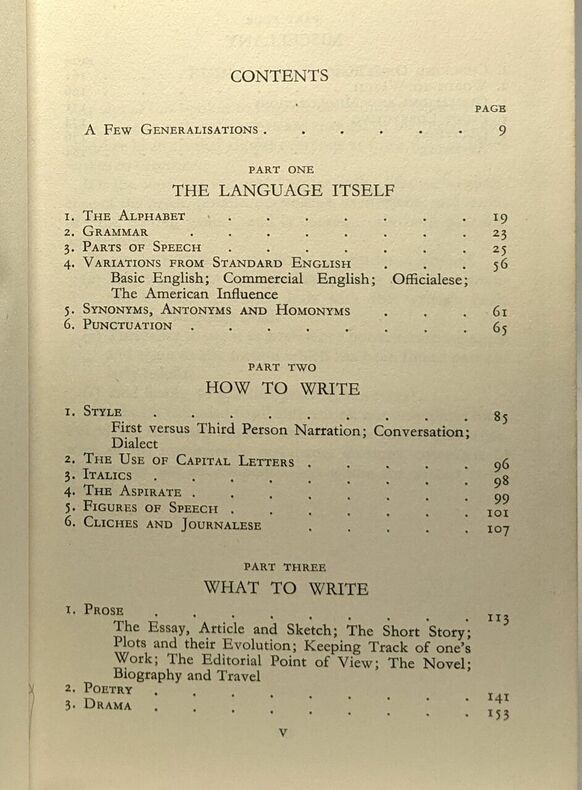 CONTENTS
PAGE
A Few Generalisations . . . . . . 9
PART ONE
THE LANGUAGE ITSELF
1. The Alphabet . . . . . . . 19
2. Grammar . . . . . . . . 23
3. Parts of Speech . . . . . . . 25
4. Variations from Standard English . . . 56
Basic English; Commercial English; Officialese;
The American Influence
5. Synonyms, Antonyms and Homonyms . . . 61
6. Punctuation . . . . . . . . 65
PART TWO
HOW TO WRITE
1. Style . . . . . . . . . 85
First versus Third Person Narration; Conversation;
Dialect
2. The Use of Capital Letters . . . . . 96
3. Italics . . . . . . . . . 98
4. The Aspirate . . . . . . . . 99
5. Figures of Speech . . . . . . . 101
6. Cliches and Journalese . . . . . 107
PART THREE
WHAT TO WRITE
1. Prose . . . . . . . . . 113
The Essay, Article and Sketch; The Short Story;
Plots and their Evolution; Keeping Track of one's
Work; The Editorial Point of View; The Novel;
Biography and Travel
2. Poetry . . . . . . . . . 141
3. Drama . . . . . . . . . 153
v